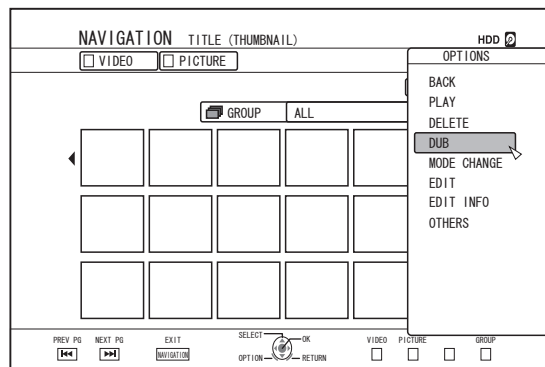 NAVIGATION TITLE (THUMBNAIL) HDD
VIDEO PICTURE
GROUP ALL
OPTIONS
BACK
PLAY
DELETE
DUB
MODE CHANGE
EDIT
EDIT INFO
OTHERS
PREV PG NEXT PG EXIT SELECT OK VIDEO PICTURE GROUP
NAVIGATION OPTION RETURN